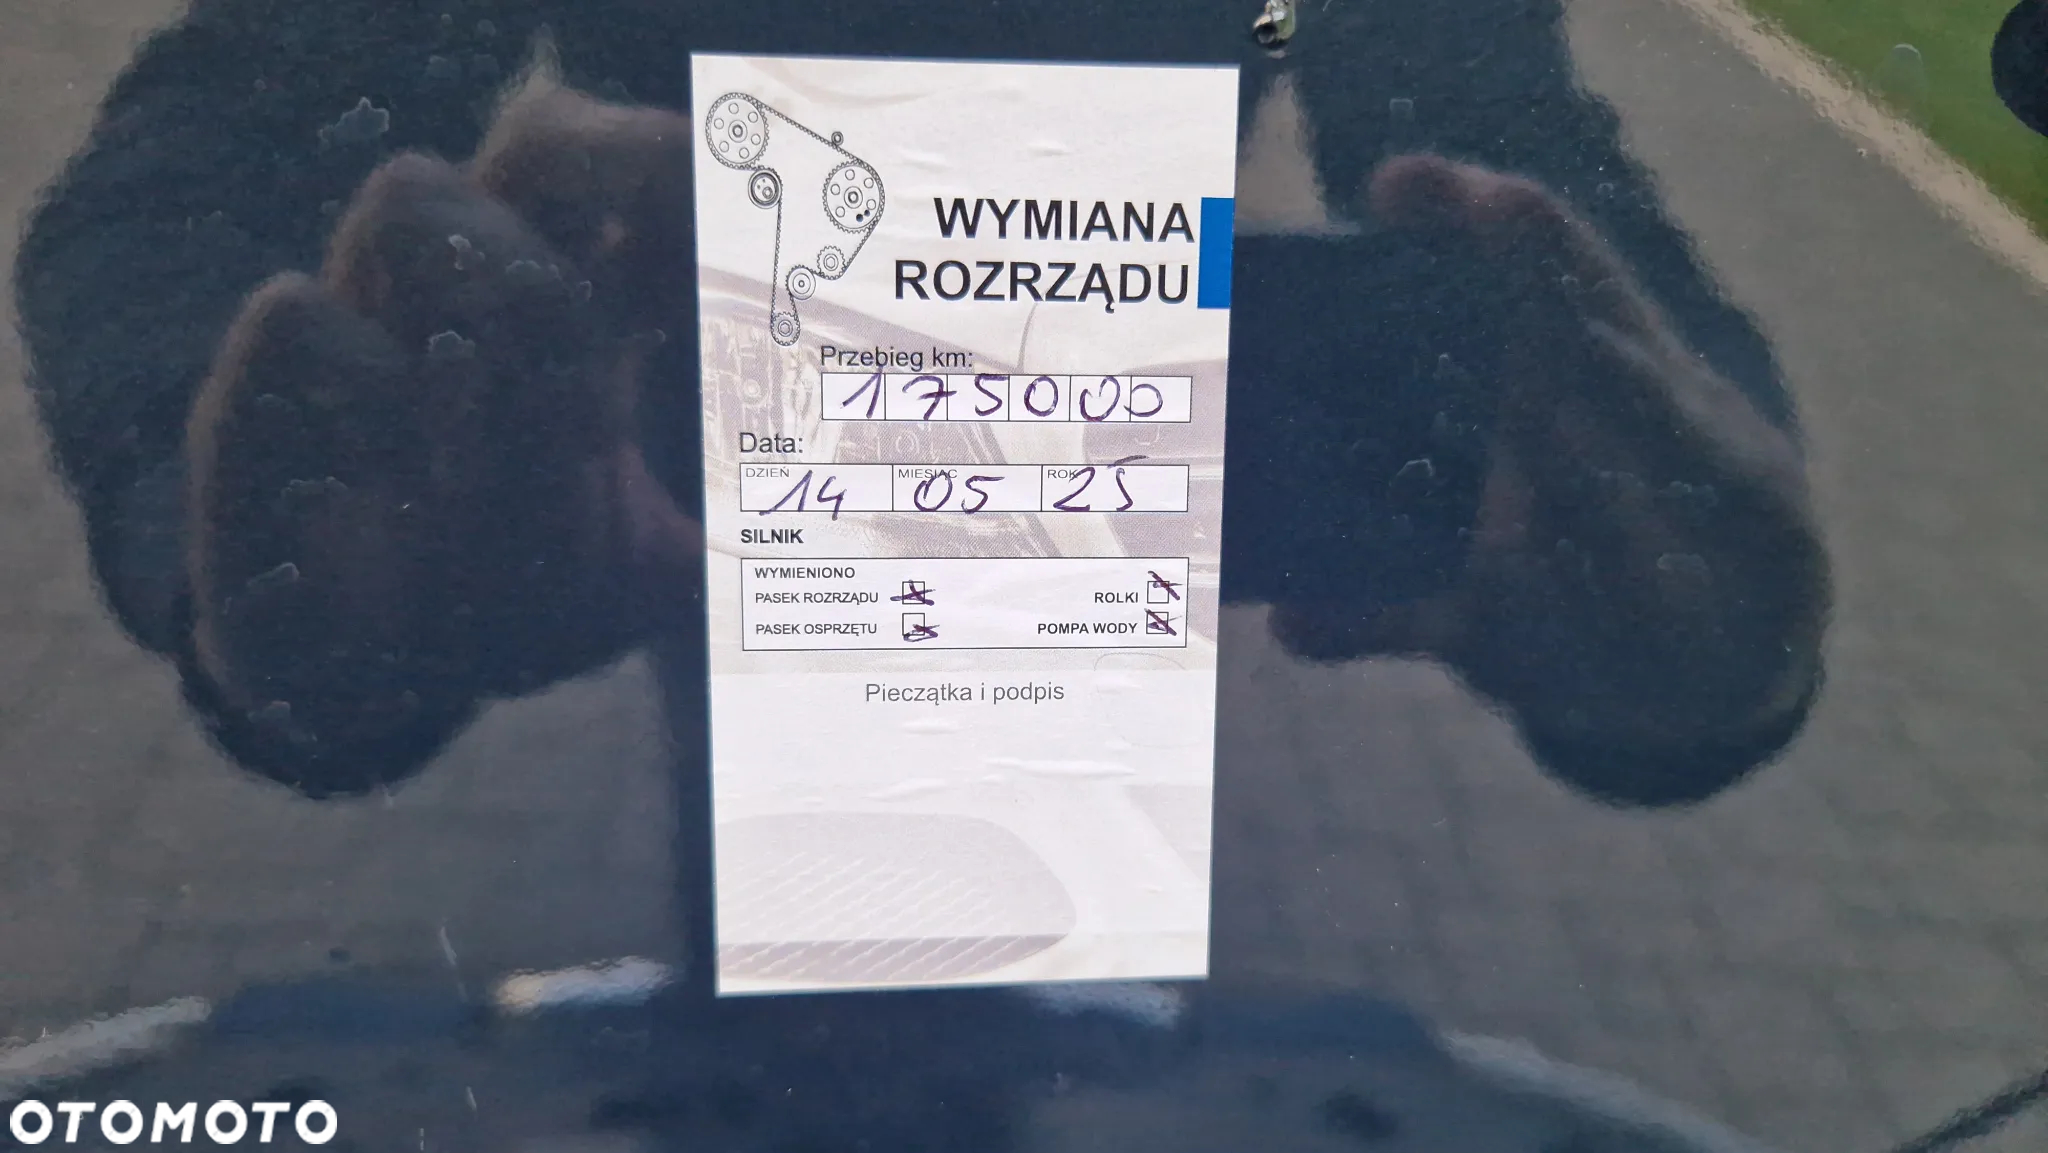 WYMIANA
ROZRZĄDU
Przebieg km:
175000
Data:
DZIEŃ MIESIĄC ROK
14 05 25
SILNIK
WYMIENIONO
PASEK ROZRZĄDU ROLKI
PASEK OSPRZĘTU POMPA WODY
Pieczątka i podpis
OTOMOTO